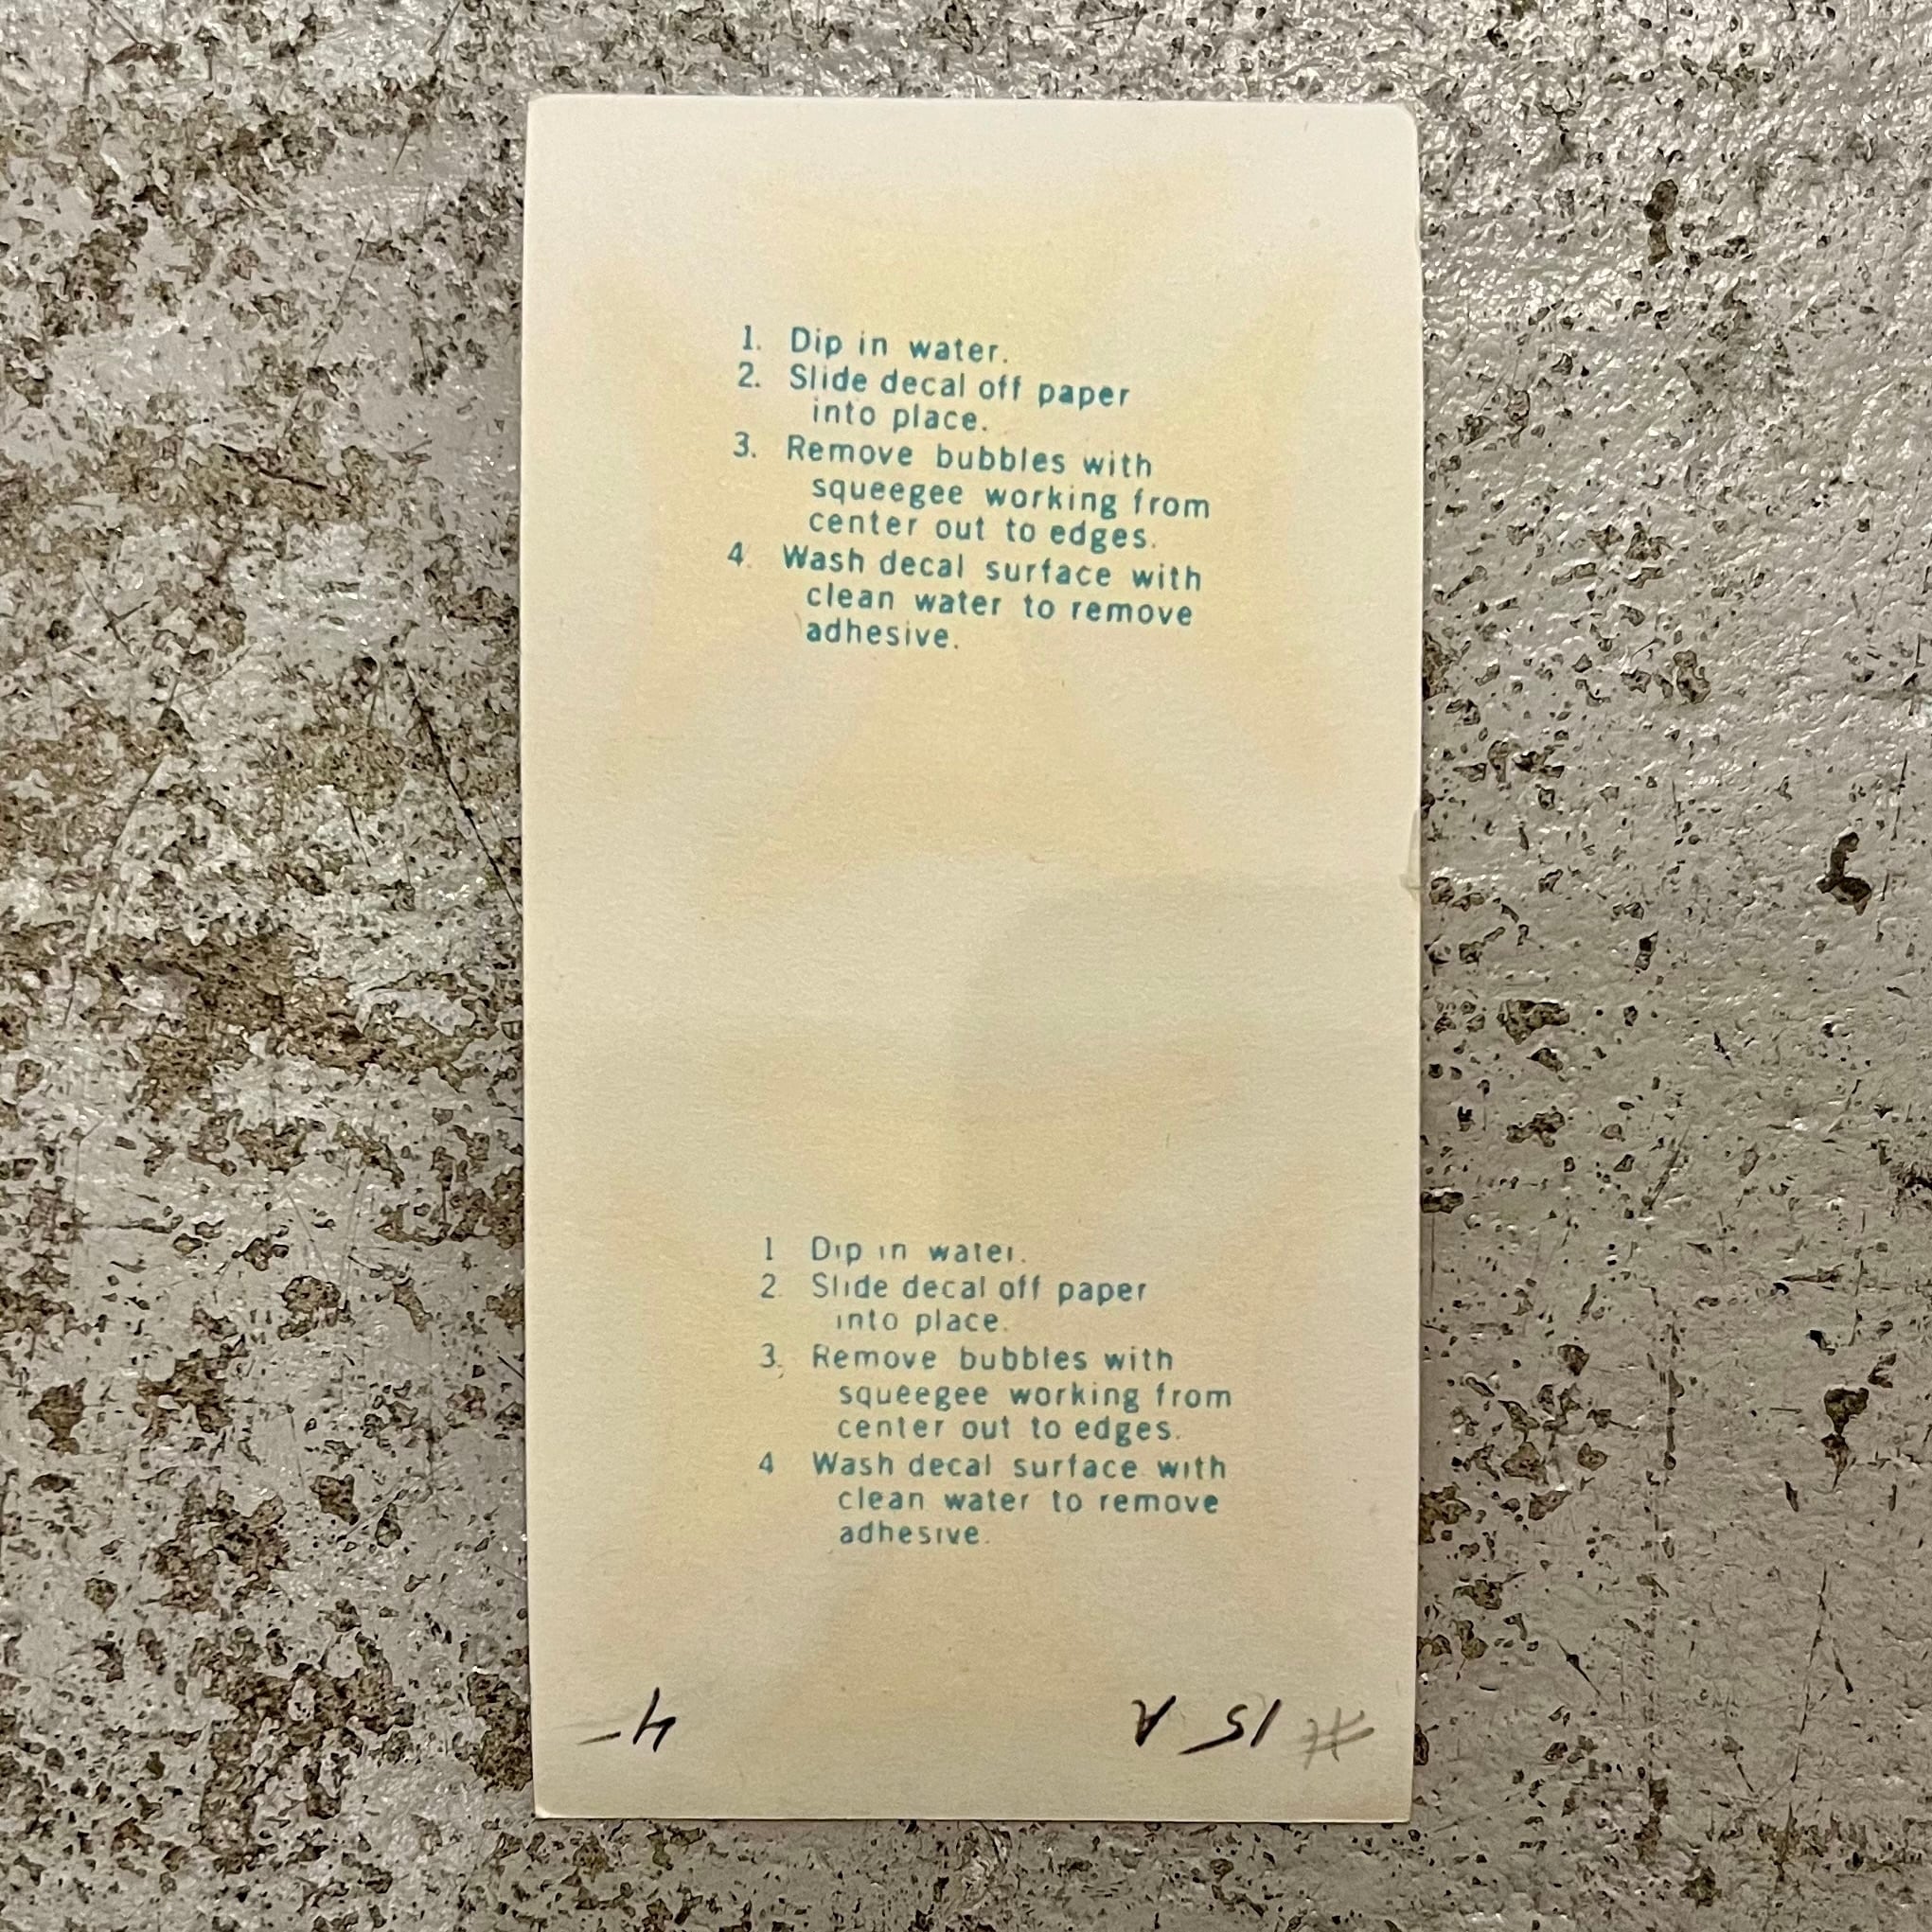 1. Dip in water.
2. Slide decal off paper
into place.
3. Remove bubbles with
squeegee working from
center out to edges.
4. Wash decal surface with
clean water to remove
adhesive.
1 Dip in water.
2. Slide decal off paper
into place.
3. Remove bubbles with
squeegee working from
center out to edges.
4 Wash decal surface with
clean water to remove
adhesive.
# 15 A 4-